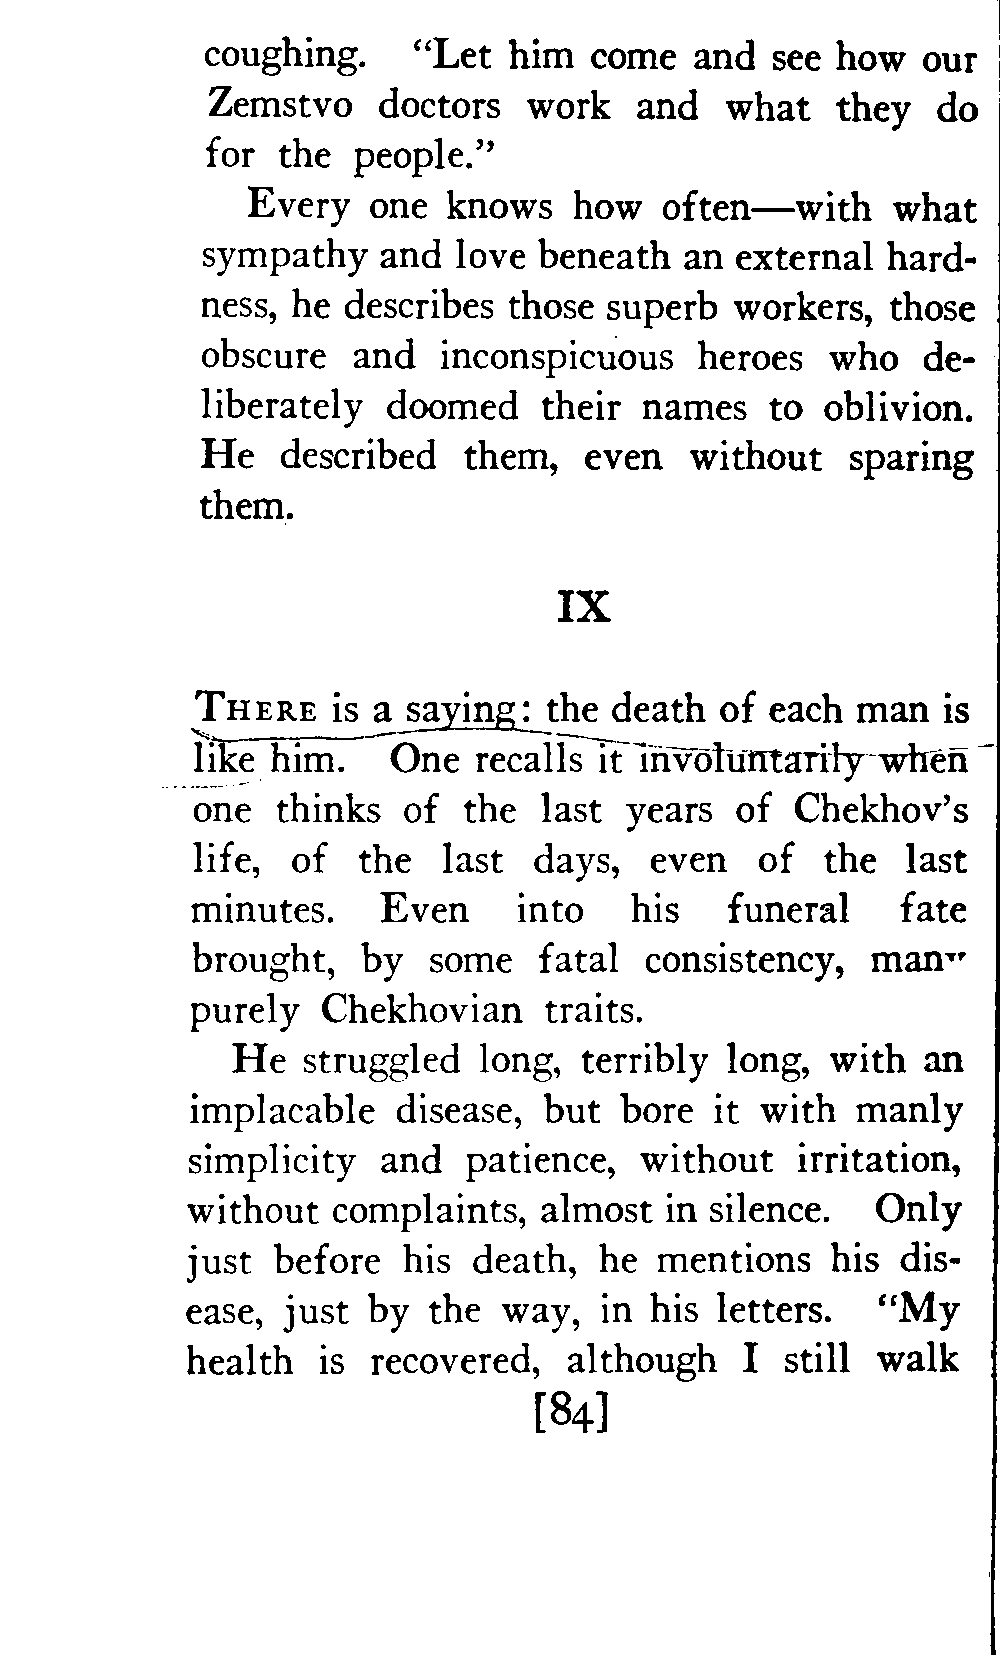 coughing. “Let him come and see how our
Zemstvo doctors work and what they do
for the people.”
Every one knows how often—with what
sympathy and love beneath an external hard-
ness, he describes those superb workers, those
obscure and inconspicuous heroes who de-
liberately doomed their names to oblivion.
He described them, even without sparing
them.
IX
THERE is a saying: the death of each man is
like him. One recalls it involuntarily when
one thinks of the last years of Chekhov’s
life, of the last days, even of the last
minutes. Even into his funeral fate
brought, by some fatal consistency, many
purely Chekhovian traits.
He struggled long, terribly long, with an
implacable disease, but bore it with manly
simplicity and patience, without irritation,
without complaints, almost in silence. Only
just before his death, he mentions his dis-
ease, just by the way, in his letters. “My
health is recovered, although I still walk
[84]